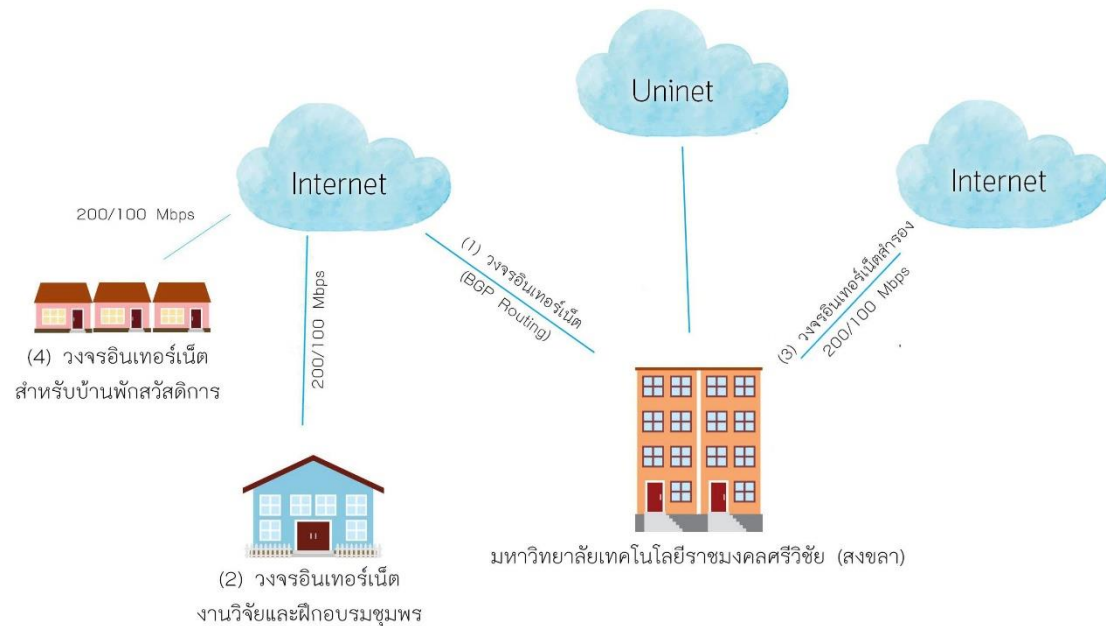 Uninet
Internet
Internet
200/100 Mbps
(1) วงจรอินเทอร์เน็ต
(BGP Routing)
(3) วงจรอินเทอร์เน็ตสำรอง
200/100 Mbps
200/100 Mbps
(4) วงจรอินเทอร์เน็ต
สำหรับบ้านพักสวัสดิการ
มหาวิทยาลัยเทคโนโลยีราชมงคลศรีวิชัย (สงขลา)
(2) วงจรอินเทอร์เน็ต
งานวิจัยและฝึกอบรมชุมพร